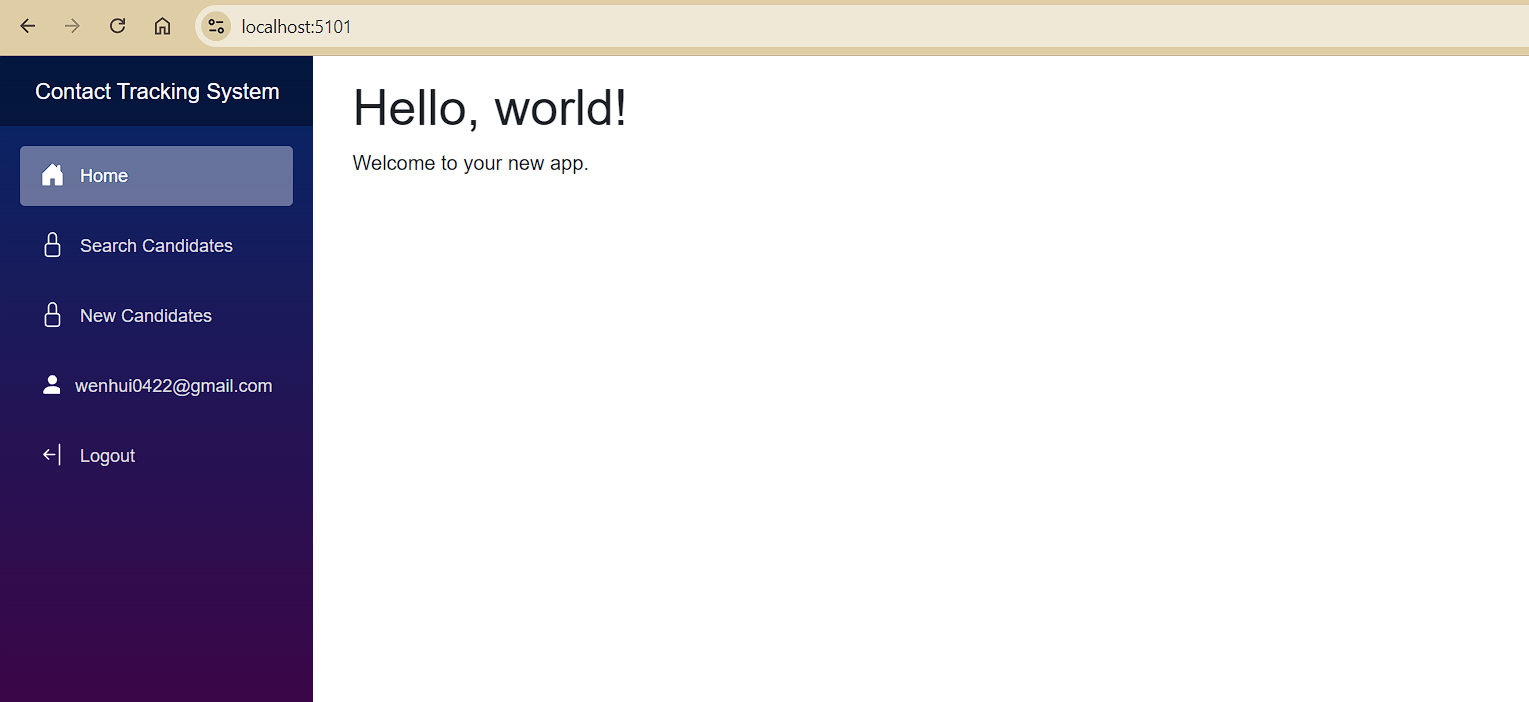 localhost:5101
Contact Tracking System
Home
Search Candidates
New Candidates
wenhui0422@gmail.com
Logout
Hello, world!
Welcome to your new app.